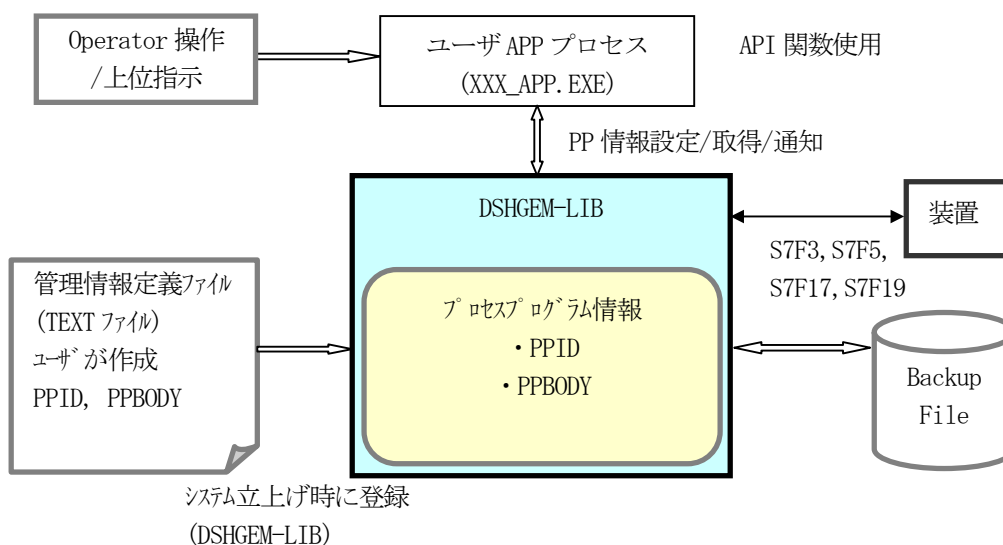 Operator 操作
/上位指示
ユーザ APP プロセス
(XXX_APP.EXE)
API 関数使用
PP 情報設定/取得/通知
DSHGEM-LIB
装置
S7F3, S7F5,
S7F17, S7F19
管理情報定義ファイル
(TEXT ファイル)
ユーザが作成
PPID, PPBODY
プロセスプログラム情報
・PPID
・PPBODY
Backup
File
システム立上げ時に登録
(DSHGEM-LIB)